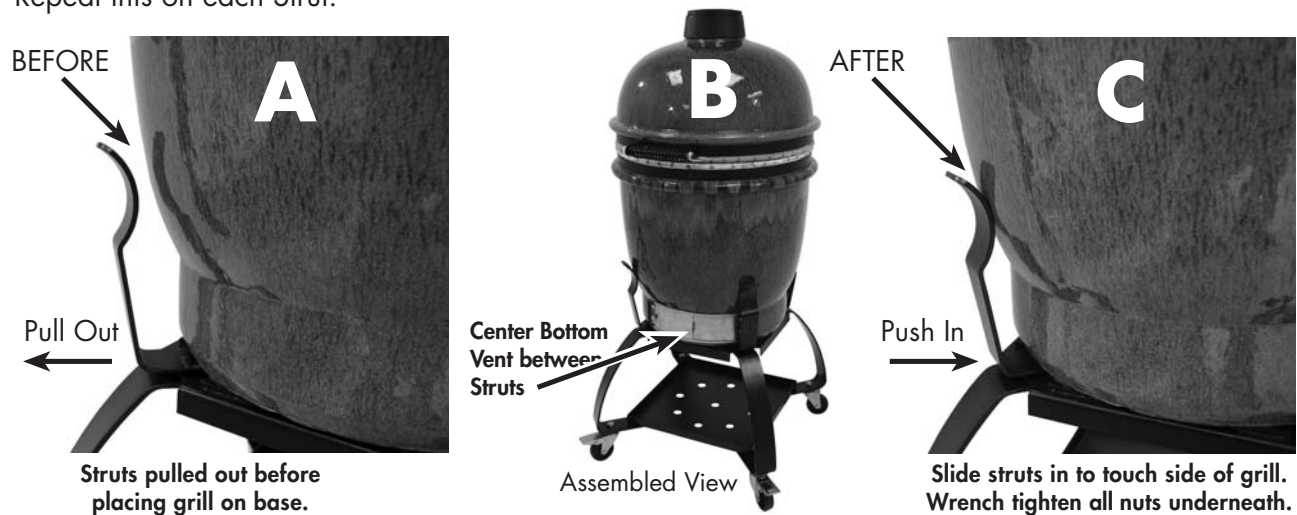 Repeat this on each Strut.
BEFORE
A
Pull Out
Struts pulled out before
placing grill on base.
B
Center Bottom
Vent between
Struts
Assembled View
AFTER
C
Push In
Slide struts in to touch side of grill.
Wrench tighten all nuts underneath.